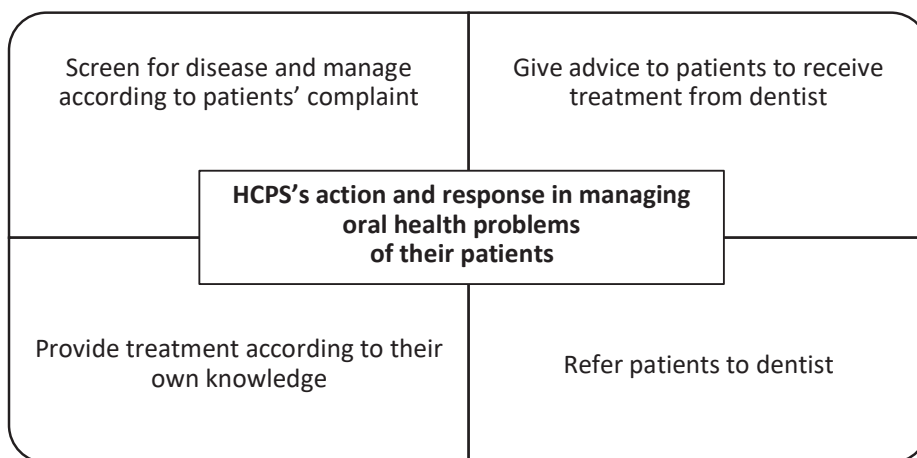 Screen for disease and manage
according to patients’ complaint
Give advice to patients to receive
treatment from dentist
HCPS’s action and response in managing
oral health problems
of their patients
Provide treatment according to their
own knowledge
Refer patients to dentist